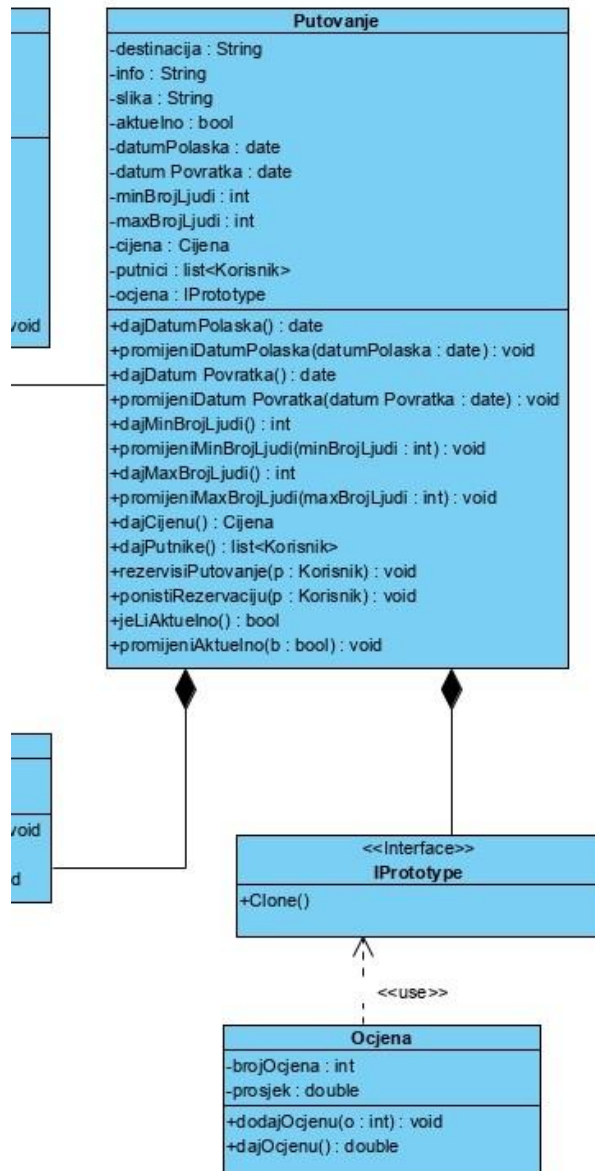 Putovanje
-destinacija : String
-info : String
-slika : String
-aktuelno : bool
-datumPolaska : date
-datum Povratka : date
-minBrojLjudi : int
-maxBrojLjudi : int
-cijena : Cijena
-putnici : list<Korisnik>
-ocjena : IPrototype
+dajDatumPolaska() : date
+promijeniDatumPolaska(datumPolaska : date) : void
+dajDatum Povratka() : date
+promijeniDatum Povratka(datum Povratka : date) : void
+dajMinBrojLjudi() : int
+promijeniMinBrojLjudi(minBrojLjudi : int) : void
+dajMaxBrojLjudi() : int
+promijeniMaxBrojLjudi(maxBrojLjudi : int) : void
+dajCijenu() : Cijena
+dajPutnike() : list<Korisnik>
+rezervisiPutovanje(p : Korisnik) : void
+ponistiRezervaciju(p : Korisnik) : void
+jeLiAktuelno() : bool
+promijeniAktuelno(b : bool) : void
void
void
d
<<Interface>>
IPrototype
+Clone()
<<use>>
Ocjena
-brojOcjena : int
-prosjek : double
+dodajOcjenu(o : int) : void
+dajOcjenu() : double